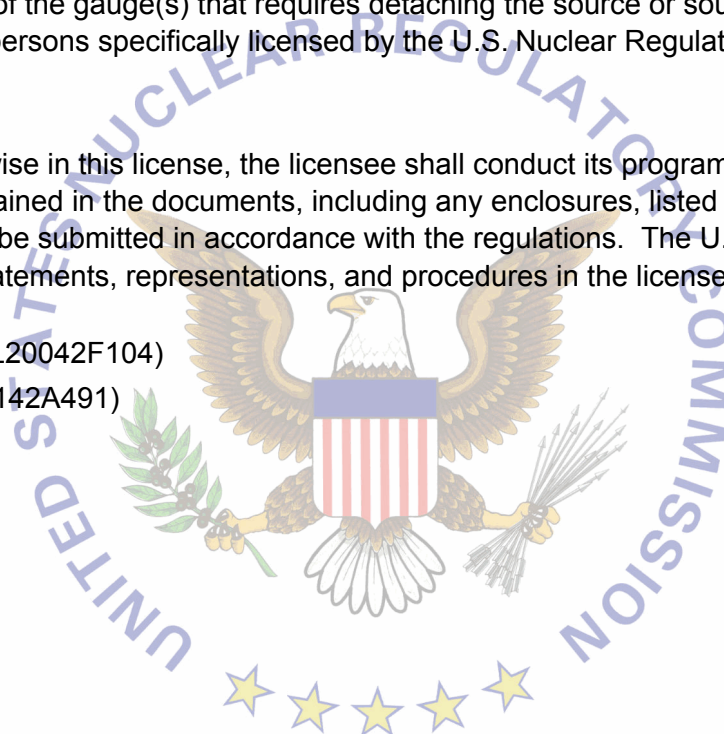 of the gauge(s) that requires detaching the source or sou
persons specifically licensed by the U.S. Nuclear Regulat
ise in this license, the licensee shall conduct its program
ained in the documents, including any enclosures, listed
be submitted in accordance with the regulations. The U.
atements, representations, and procedures in the license
L20042F104)
142A491)
UNITED STATES NUCLEAR REGULATORY COMMISSION